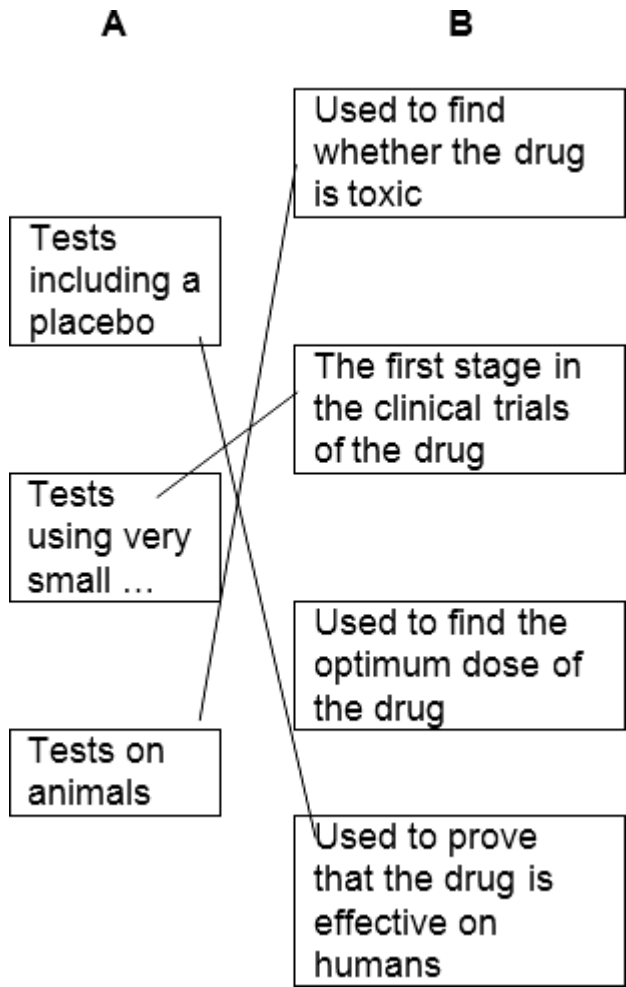 A
B
Used to find
whether the drug
is toxic
Tests
including a
placebo
The first stage in
the clinical trials
of the drug
Tests
using very
small …
Used to find the
optimum dose of
the drug
Tests on
animals
Used to prove
that the drug is
effective on
humans